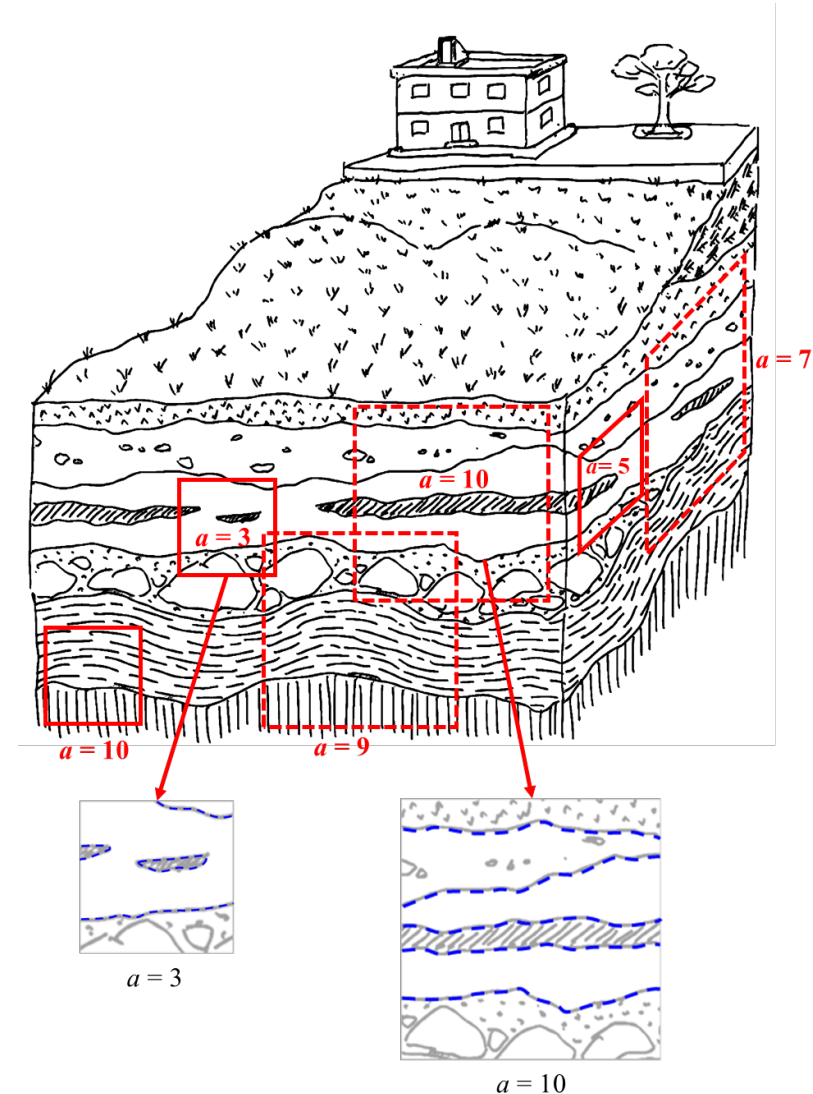 a = 7
a = 5
a = 10
a = 3
a = 10
a = 9
a = 3
a = 10